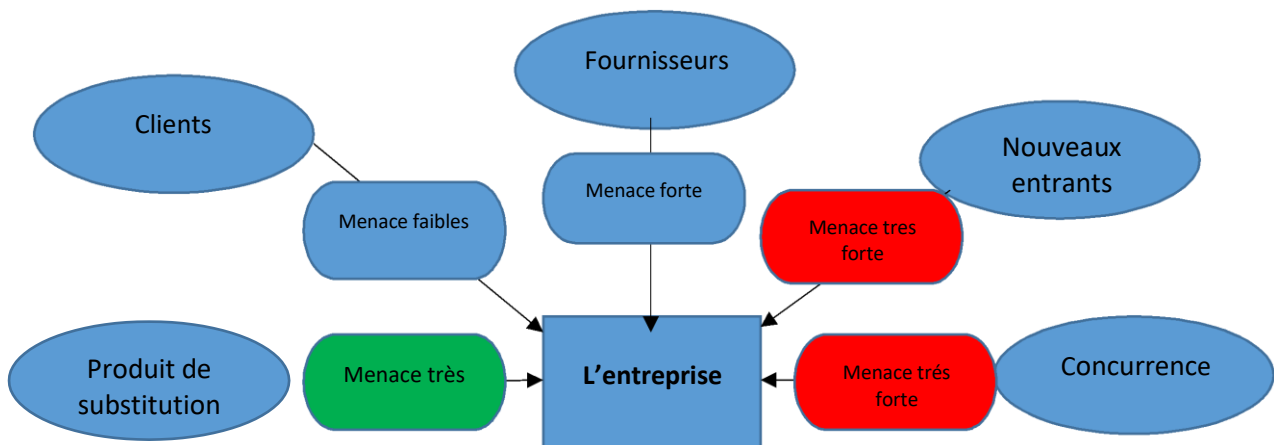 Fournisseurs
Clients
Nouveaux
entrants
Menace forte
Menace faibles
Menace tres
forte
Produit de
substitution
Menace très
L'entreprise
Menace trés
forte
Concurrence